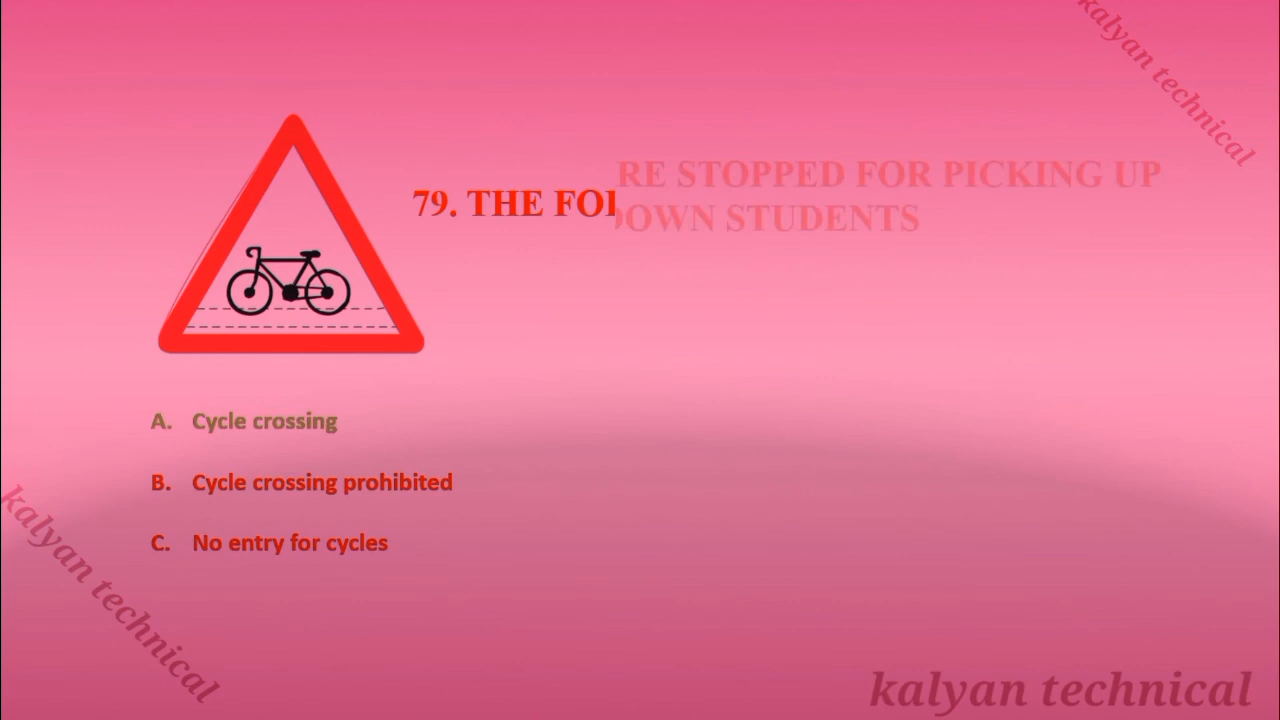 kalyan technical
RE STOPPED FOR PICKING UP
79. THE FO
OWN STUDENTS
A. Cycle crossing
B. Cycle crossing prohibited
C. No entry for cycles
kalyan technical
kalyan technical